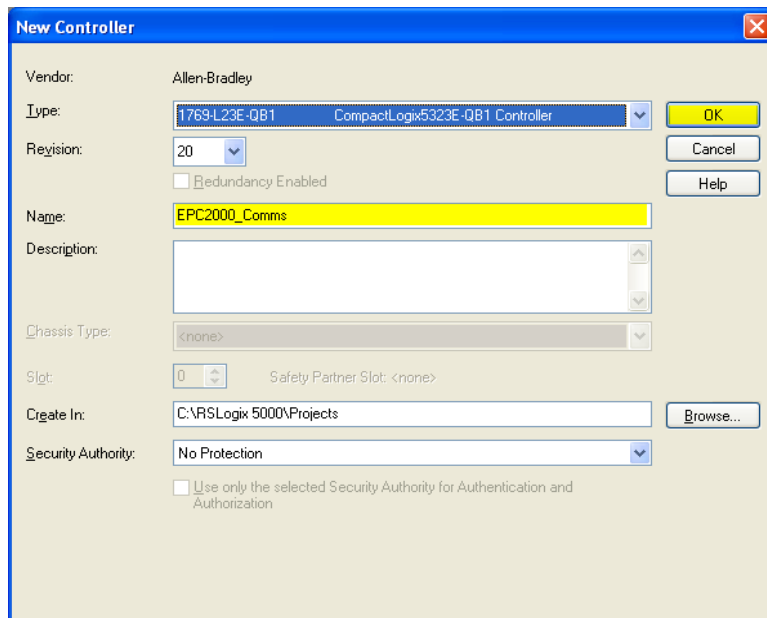 New Controller
Vendor: Allen-Bradley
Type: 1769-L23E-QB1 CompactLogix5323E-QB1 Controller OK
Revision: 20 Cancel
Redundancy Enabled Help
Name: EPC2000_Comms
Description:
Chassis Type: <none>
Slot: 0 Safety Partner Slot: <none>
Create In: C:\RSLogix 5000\Projects Browse...
Security Authority: No Protection
Use only the selected Security Authority for Authentication and
Authorization